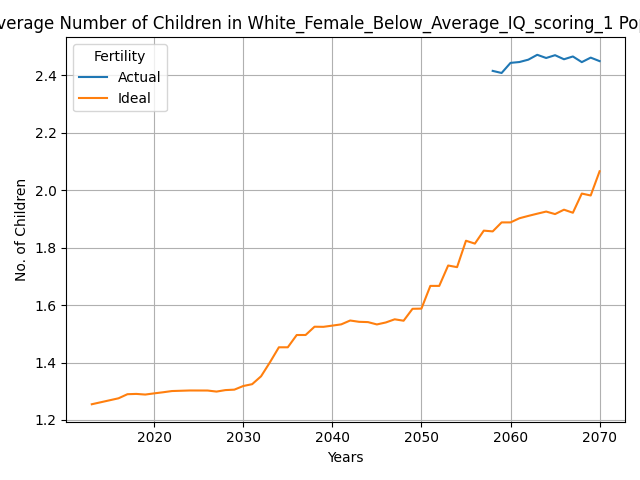 verage Number of Children in White_Female_Below_Average_IQ_scoring_1 Pop
Fertility
Actual
Ideal
2.4
2.2
2.0
1.8
1.6
1.4
1.2
No. of Children
2020 2030 2040 2050 2060 2070
Years